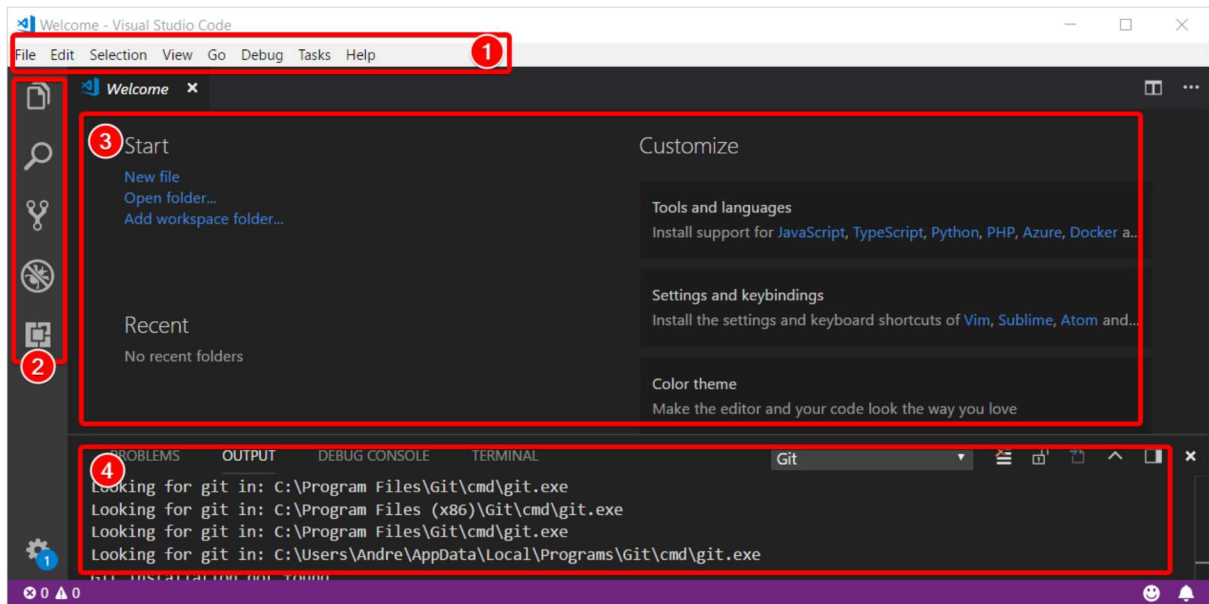 Welcome - Visual Studio Code
File Edit Selection View Go Debug Tasks Help
1
Welcome
3
Start
New file
Open folder...
Add workspace folder...
Recent
No recent folders
2
Customize
Tools and languages
Install support for JavaScript, TypeScript, Python, PHP, Azure, Docker a...
Settings and keybindings
Install the settings and keyboard shortcuts of Vim, Sublime, Atom and...
Color theme
Make the editor and your code look the way you love
PROBLEMS OUTPUT DEBUG CONSOLE TERMINAL Git
4
Looking for git in: C:\Program Files\Git\cmd\git.exe
Looking for git in: C:\Program Files (x86)\Git\cmd\git.exe
Looking for git in: C:\Program Files\Git\cmd\git.exe
Looking for git in: C:\Users\Andre\AppData\Local\Programs\Git\cmd\git.exe
Git installation not found
1
0 0